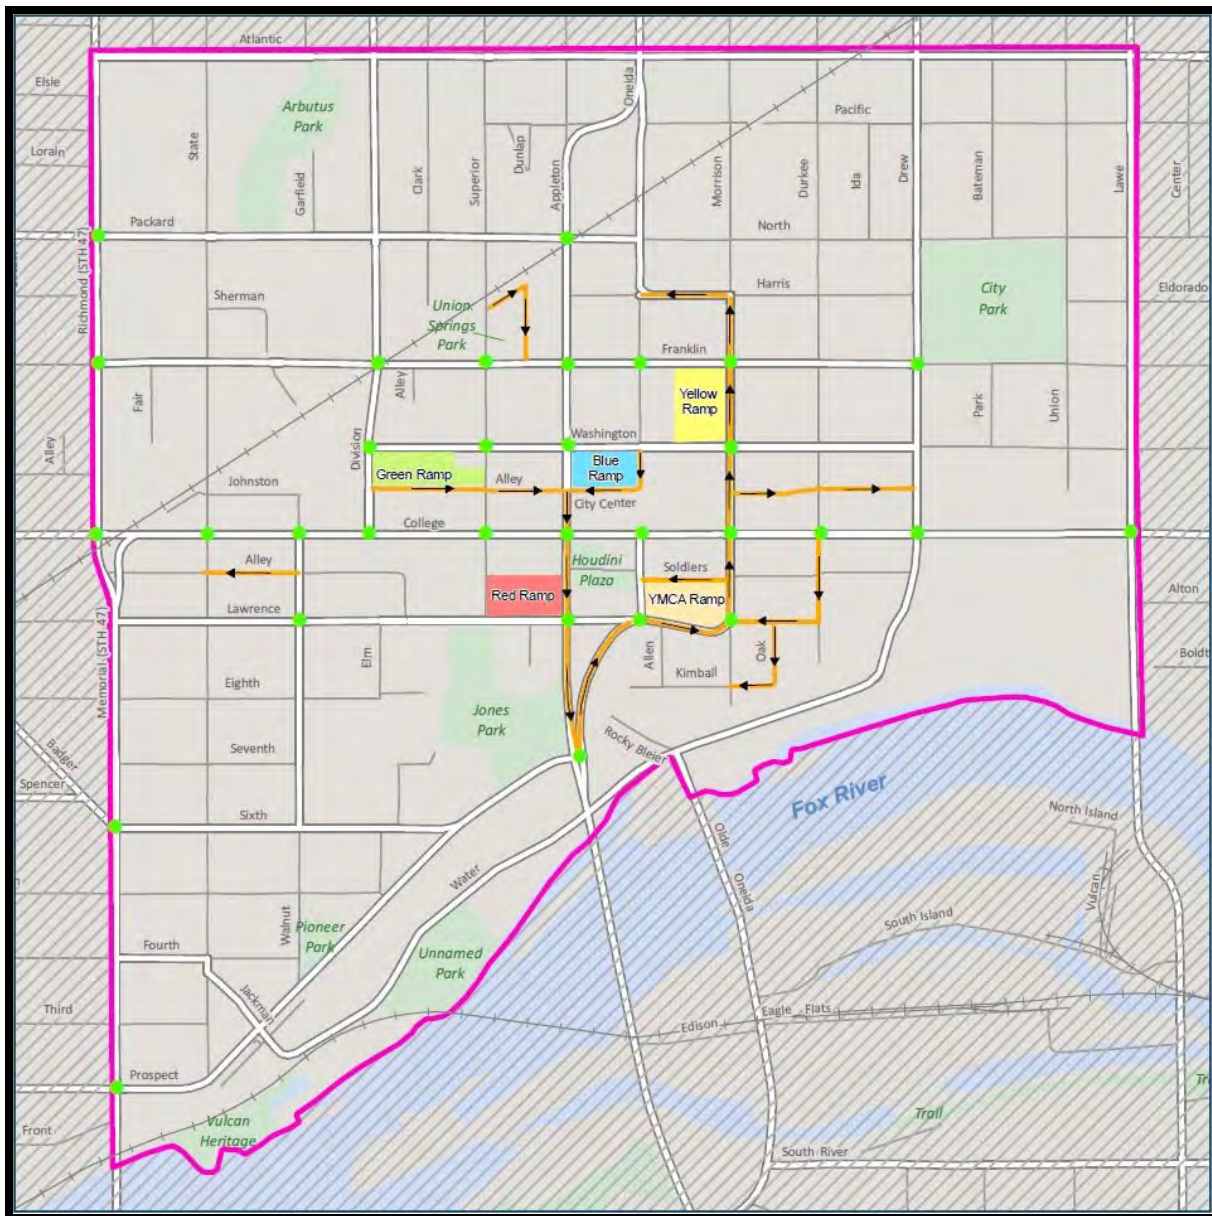 Atlantic
Elsie
Oneida
Arbutus
Park
Pacific
Lorain
State
Garfield
Clark
Superior
Dunlap
Appleton
Morrison
Durkee
Ida
Drew
Bateman
Lawe
Center
Packard
North
Richmond (STH 47)
Sherman
Union
Springs
Park
Harris
City
Park
Eldorado
Franklin
Fair
Alley
Yellow
Ramp
Park
Union
Alley
Division
Washington
Green Ramp
Alley
Blue
Ramp
Johnston
City Center
College
Alley
Houdini
Plaza
Soldiers
Red Ramp
YMCA Ramp
Alton
Lawrence
Memorial (STH 47)
Elm
Allen
Oak
Kimball
Boldt
Eighth
Jones
Park
Rocky Bleier
Badger
Seventh
Spencer
Fox River
Sixth
North Island
Olde
Oneida
Water
Vulcan
Walnut
Pioneer
Park
South Island
Fourth
Unnamed
Park
Jackman
Third
Edison
Eagle Flats
Prospect
Tr
Vulcan
Heritage
Trail
Front
South River